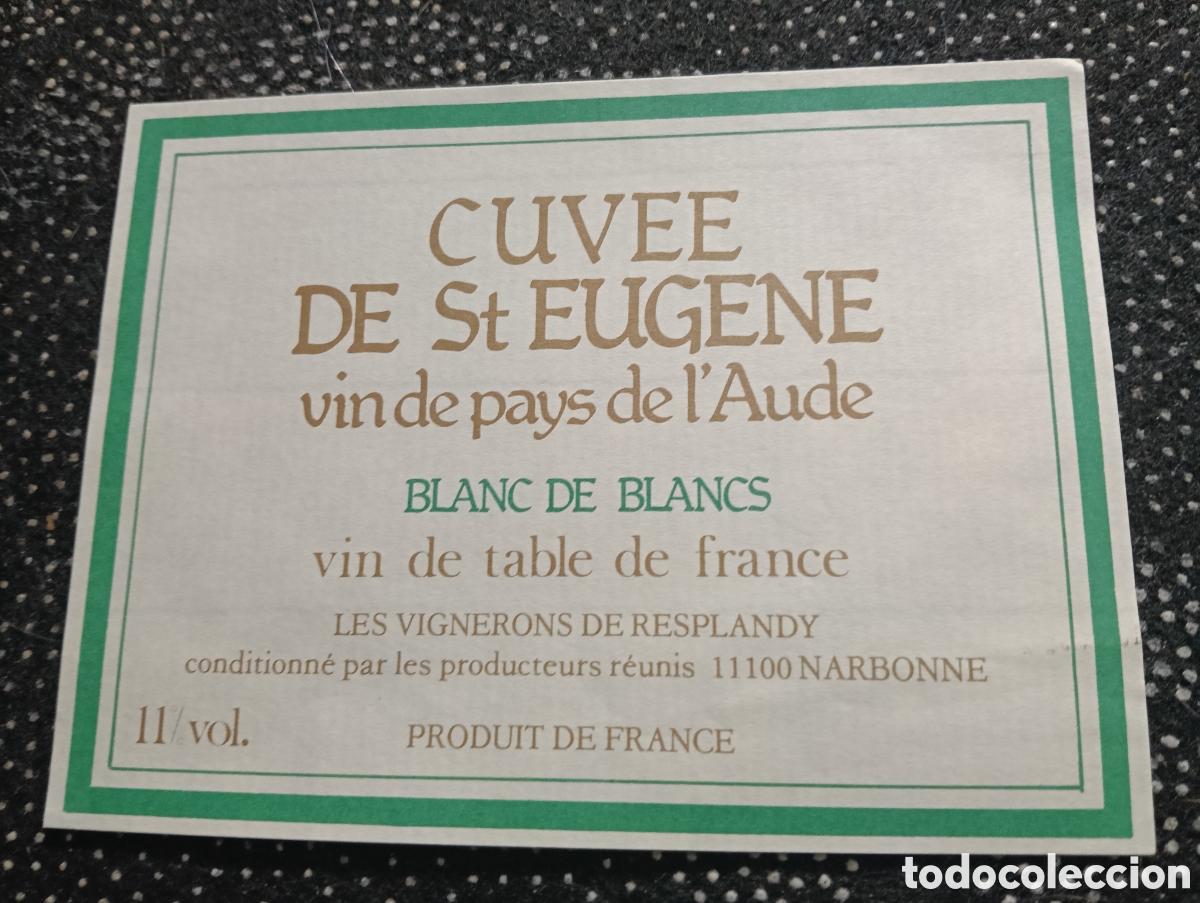 CUVEE
DE St EUGENE
vin de pays de l'Aude
BLANC DE BLANCS
vin de table de france
LES VIGNERONS DE RESPLANDY
conditionné par les producteurs réunis 11100 NARBONNE
11% vol.
PRODUIT DE FRANCE
todocoleccion